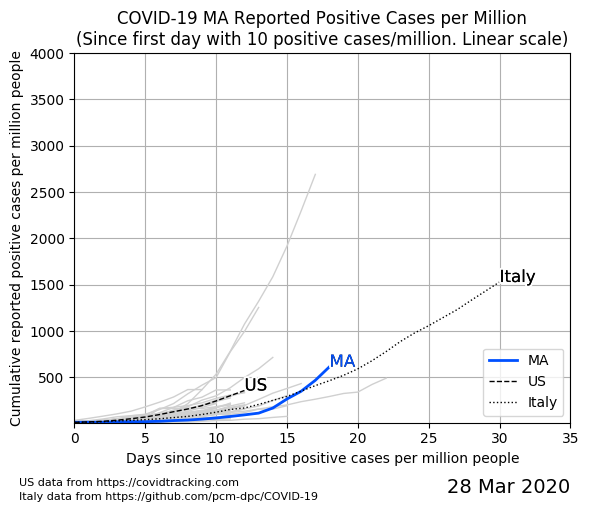 COVID-19 MA Reported Positive Cases per Million
(Since first day with 10 positive cases/million. Linear scale)
Cumulative reported positive cases per million people
4000
3500
3000
2500
2000
1500
1000
500
Italy
MA
US
MA
US
Italy
0 5 10 15 20 25 30 35
Days since 10 reported positive cases per million people
US data from https://covidtracking.com
Italy data from https://github.com/pcm-dpc/COVID-19
28 Mar 2020